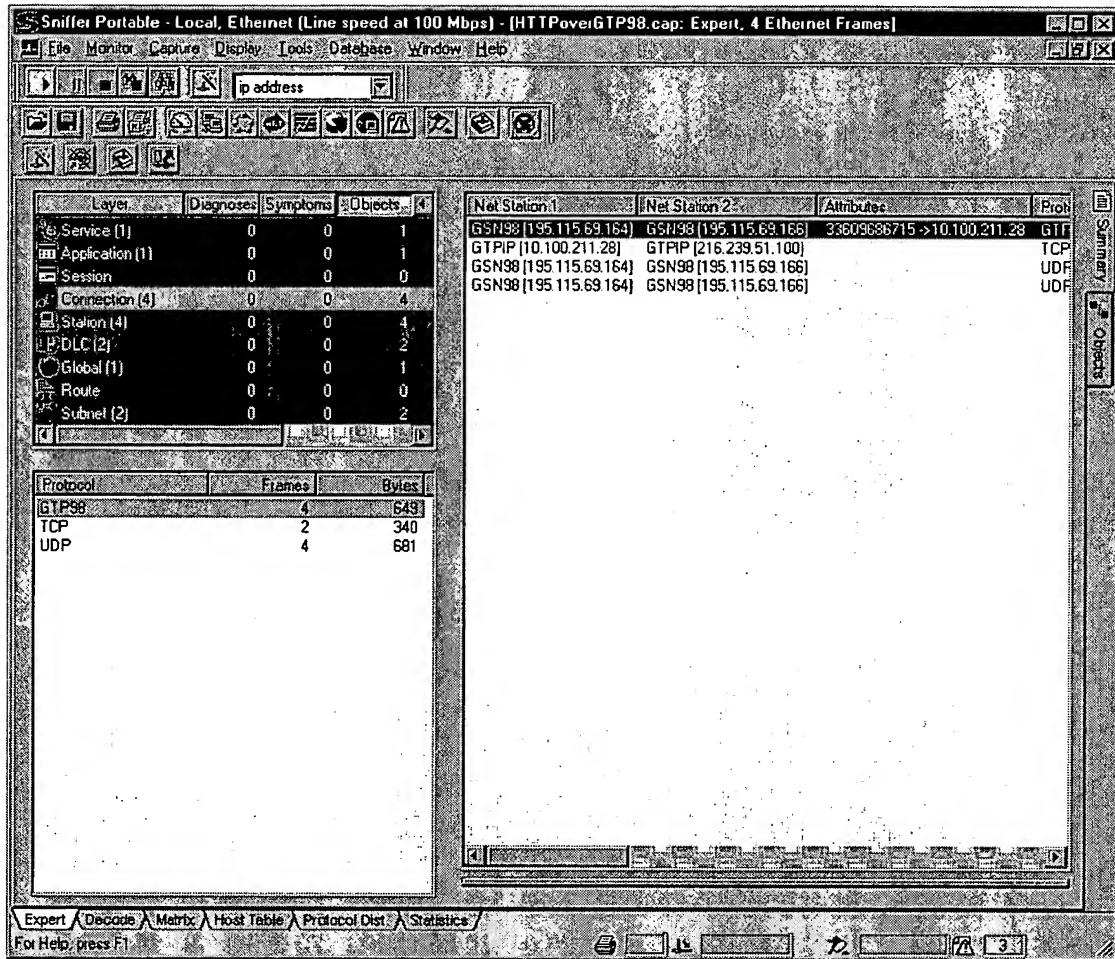 Sniffer Portable - Local, Ethernet (Line speed at 100 Mbps) - [HTTPoverGTP98.cap: Expert, 4 Ethernet Frames]
File Monitor Capture Display Tools Database Window Help
ip address
Layer Diagnoses Symptoms Objects
Service (1) 0 0 1
Application (1) 0 0 1
Session 0 0 0
Connection (4) 0 0 4
Station (4) 0 0 4
DLC (2) 0 0 2
Global (1) 0 0 1
Route 0 0 0
Subnet (2) 0 0 2
Protocol Frames Bytes
GTP98 4 649
TCP 2 340
UDP 4 681
Net Station 1 Net Station 2 Attributes Prot
GSN98 [195.115.69.164] GSN98 [195.115.69.166] 33609686715 ->10.100.211.28 GTP
GTPIP [10.100.211.28] GTPIP [216.239.51.100] TCP
GSN98 [195.115.69.164] GSN98 [195.115.69.166] UDP
GSN98 [195.115.69.164] GSN98 [195.115.69.166] UDP
Summary
Objects
Expert Decode Matrix Host Table Protocol Dist. Statistics
For Help, press F1
3